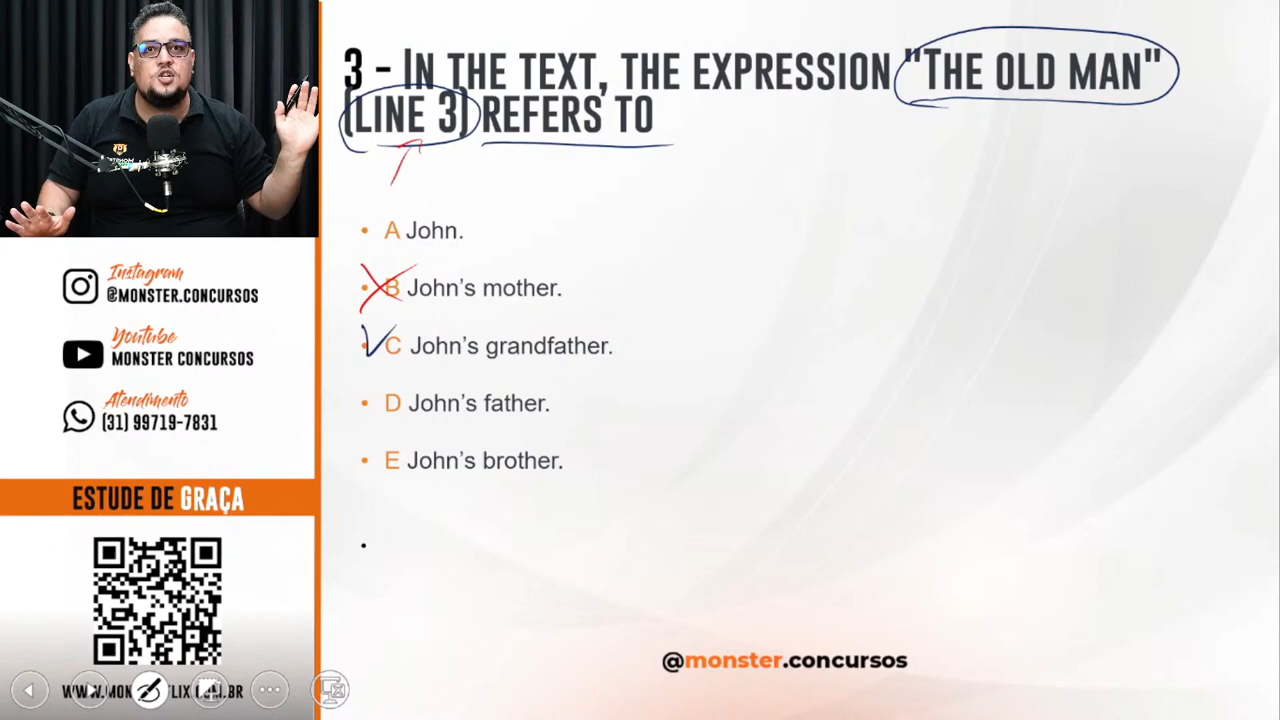 3 - IN THE TEXT, THE EXPRESSION "THE OLD MAN"
(LINE 3) REFERS TO
• A John.
• B John's mother.
• C John's grandfather.
• D John's father.
• E John's brother.
Instagram
@MONSTER.CONCURSOS
Youtube
MONSTER CONCURSOS
Atendimento
(31) 99719-7831
ESTUDE DE GRAÇA
@monster.concursos